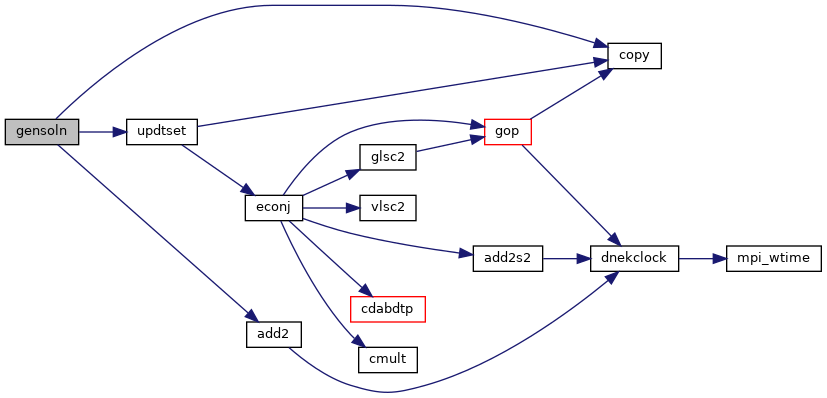 gensoln
updtset
add2
econj
glsc2
vlsc2
cdabdtp
cmult
gop
add2s2
copy
dnekclock
mpi_wtime